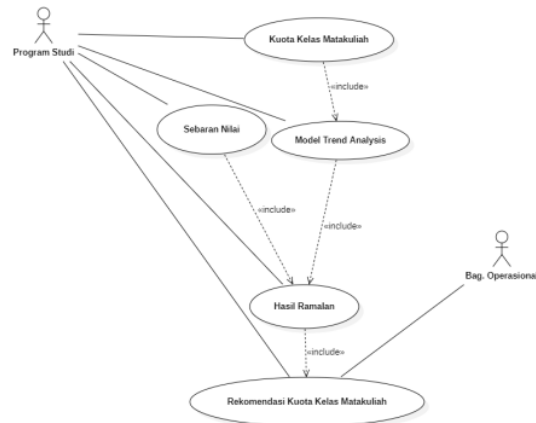 Kuota Kelas Matakuliah
Program Studi
«include»
Sebaran Nilai
Model Trend Analysis
«include»
«include»
Bag. Operasiona
Hasil Ramalan
«include»
Rekomendasi Kuota Kelas Matakuliah